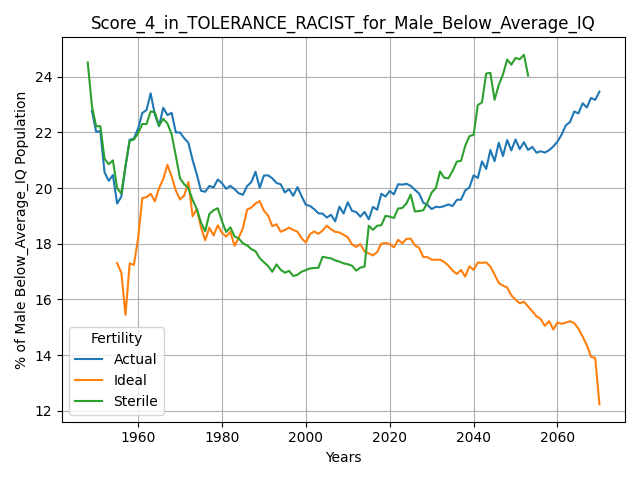 Score_4_in_TOLERANCE_RACIST_for_Male_Below_Average_IQ
% of Male Below_Average_IQ Population
24
22
20
18
16
14
12
Fertility
Actual
Ideal
Sterile
1960 1980 2000 2020 2040 2060
Years